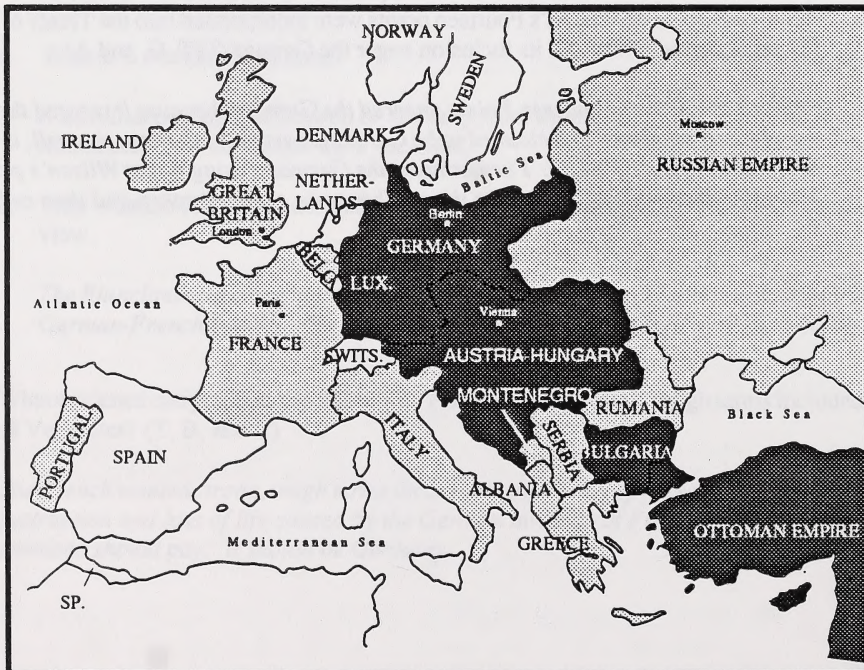 NORWAY
SWEDEN
Moscow
IRELAND
DENMARK
RUSSIAN EMPIRE
Baltic Sea
NETHER-
LANDS
GREAT
BRITAIN
London
Berlin
GERMANY
BELG.
LUX.
Atlantic Ocean
Paris
Vienna
FRANCE
SWITS.
AUSTRIA-HUNGARY
MONTENEGRO
RUMANIA
Black Sea
PORTUGAL
SPAIN
ITALY
SERBIA
BULGARIA
ALBANIA
OTTOMAN EMPIRE
Mediterranean Sea
GREECE
SP.